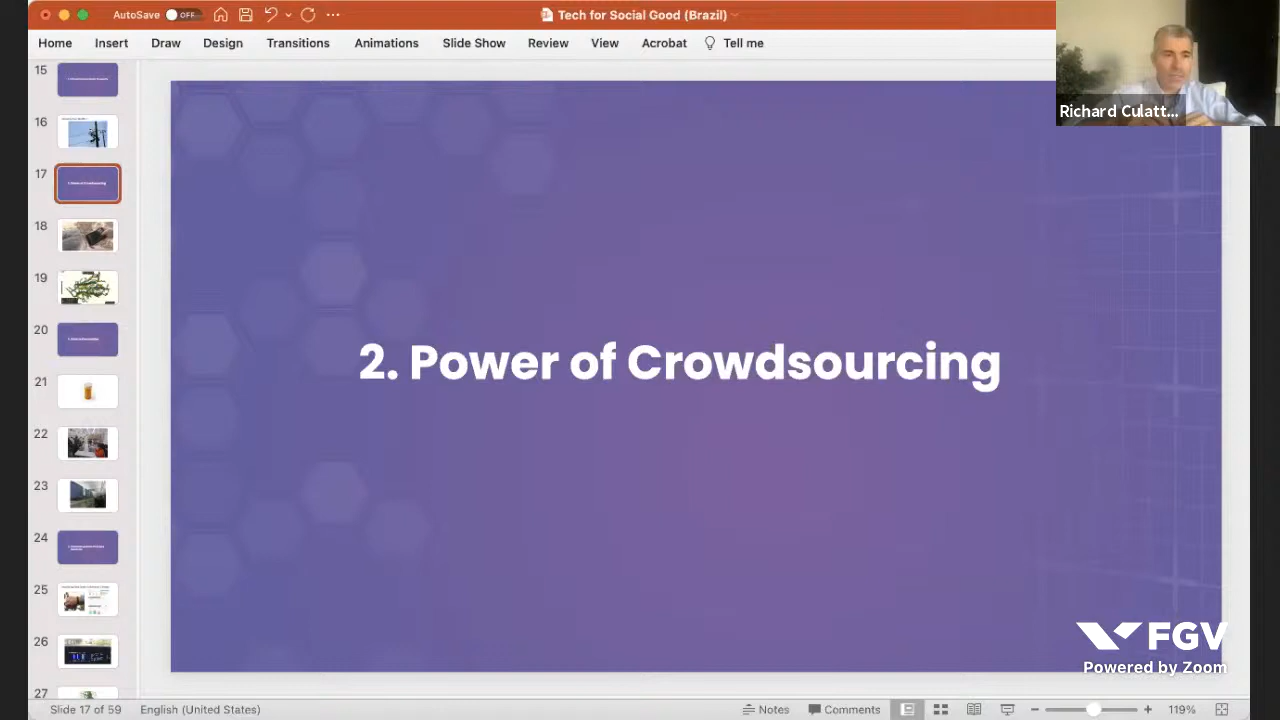 AutoSave OFF
Tech for Social Good (Brazil)
Home Insert Draw Design Transitions Animations Slide Show Review View Acrobat Tell me
Richard Culatt...
15
16
17
18
19
20
21
22
23
24
25
26
27
2. Power of Crowdsourcing
FGV
Powered by Zoom
Slide 17 of 59 English (United States) Notes Comments 119%